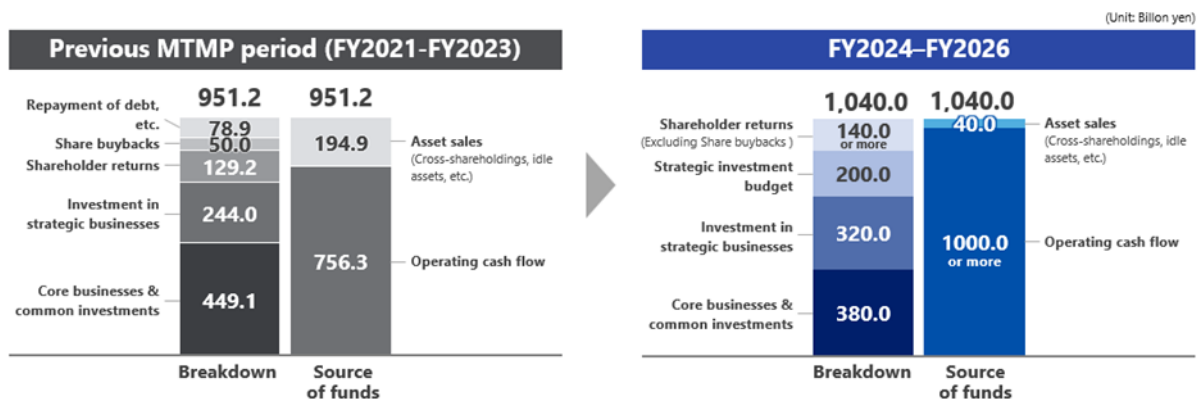 (Unit: Billon yen)
Previous MTMP period (FY2021-FY2023)
951.2
951.2
Repayment of debt,
etc.
78.9
Share buybacks
50.0
Shareholder returns
129.2
Investment in
strategic businesses
244.0
Core businesses &
common investments
449.1
194.9
Asset sales
(Cross-shareholdings, idle
assets, etc.)
756.3
Operating cash flow
Breakdown
Source
of funds
FY2024–FY2026
1,040.0
1,040.0
Shareholder returns
(Excluding Share buybacks )
140.0
or more
Strategic investment
budget
200.0
Investment in
strategic businesses
320.0
Core businesses &
common investments
380.0
40.0
Asset sales
(Cross-shareholdings, idle
assets, etc.)
1000.0
or more
Operating cash flow
Breakdown
Source
of funds